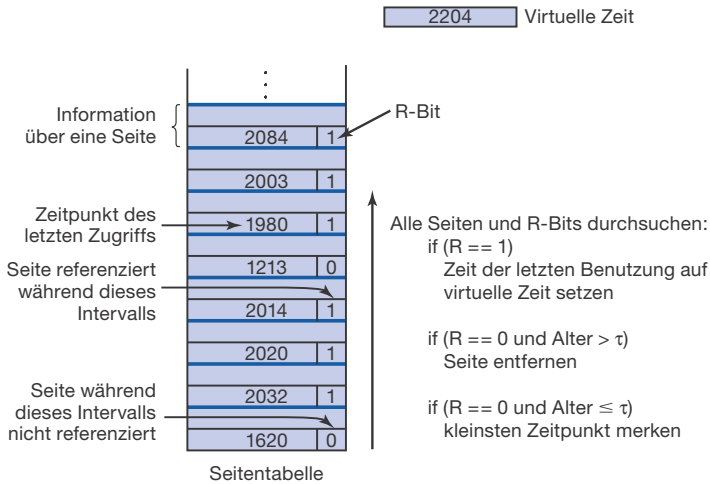 2204 Virtuelle Zeit
Information
über eine Seite
R-Bit
2084 1
2003 1
Zeitpunkt des
letzten Zugriffs
1980 1
1213 0
Seite referenziert
während dieses
Intervalls
2014 1
2020 1
2032 1
Seite während
dieses Intervalls
nicht referenziert
1620 0
Seitentabelle
Alle Seiten und R-Bits durchsuchen:
if (R == 1)
Zeit der letzten Benutzung auf
virtuelle Zeit setzen
if (R == 0 und Alter > τ)
Seite entfernen
if (R == 0 und Alter ≤ τ)
kleinsten Zeitpunkt merken